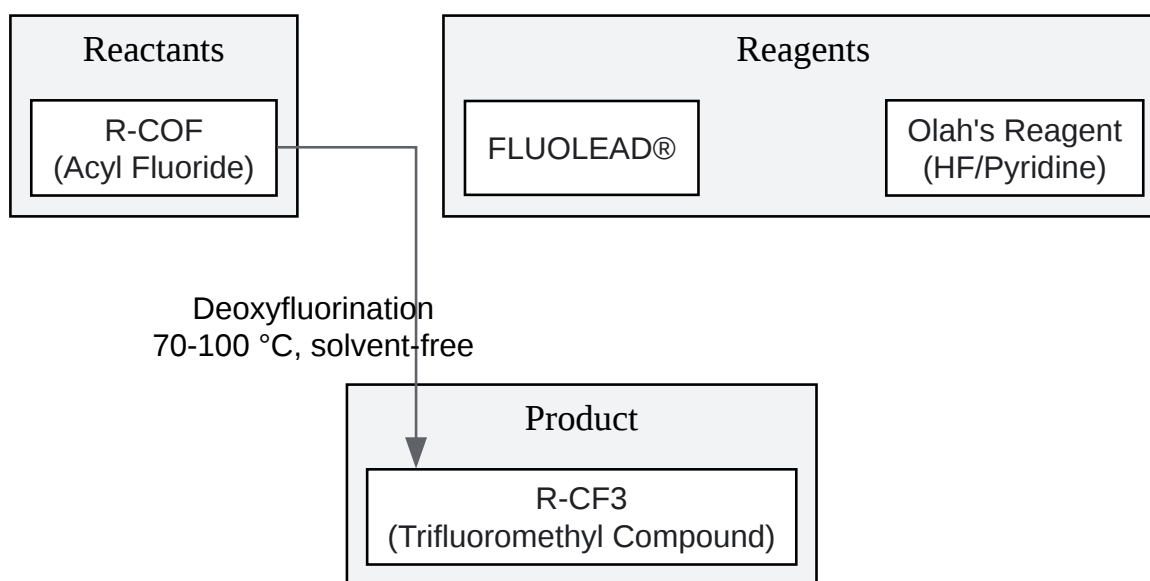 Reactants
R-COF
(Acyl Fluoride)
Reagents
FLUOLEAD®
Olah's Reagent
(HF/Pyridine)
Deoxyfluorination
70-100 °C, solvent-free
Product
R-CF3
(Trifluoromethyl Compound)